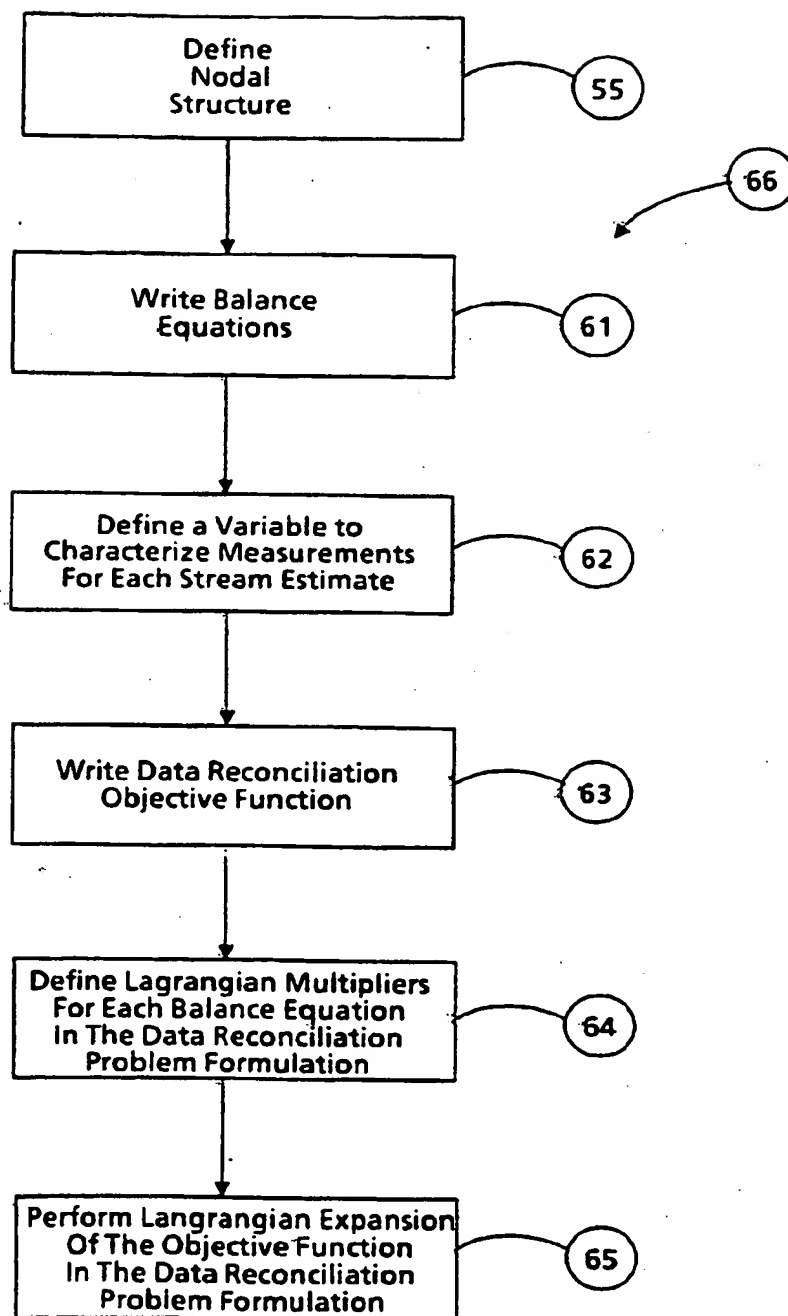 Define
Nodal
Structure
55
66
Write Balance
Equations
61
Define a Variable to
Characterize Measurements
For Each Stream Estimate
62
Write Data Reconciliation
Objective Function
63
Define Lagrangian Multipliers
For Each Balance Equation
In The Data Reconciliation
Problem Formulation
64
Perform Langrangian Expansion
Of The Objective Function
In The Data Reconciliation
Problem Formulation
65